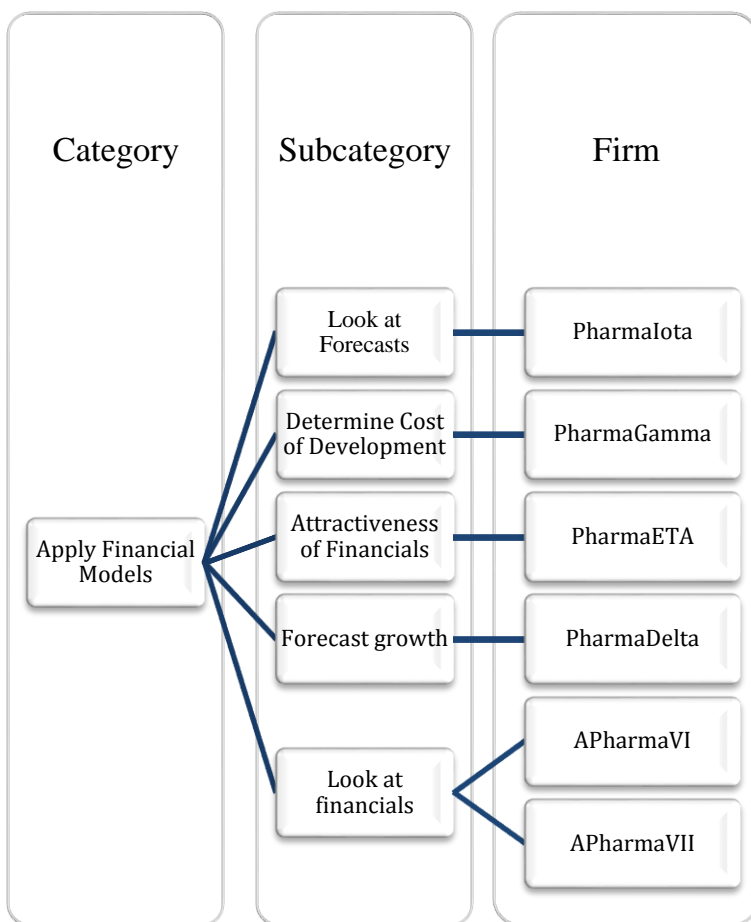 Category
Subcategory
Firm
Look at
Forecasts
PharmaIota
Determine Cost
of Development
PharmaGamma
Apply Financial
Models
Attractiveness
of Financials
PharmaETA
Forecast growth
PharmaDelta
Look at
financials
APharmaVI
APharmaVII